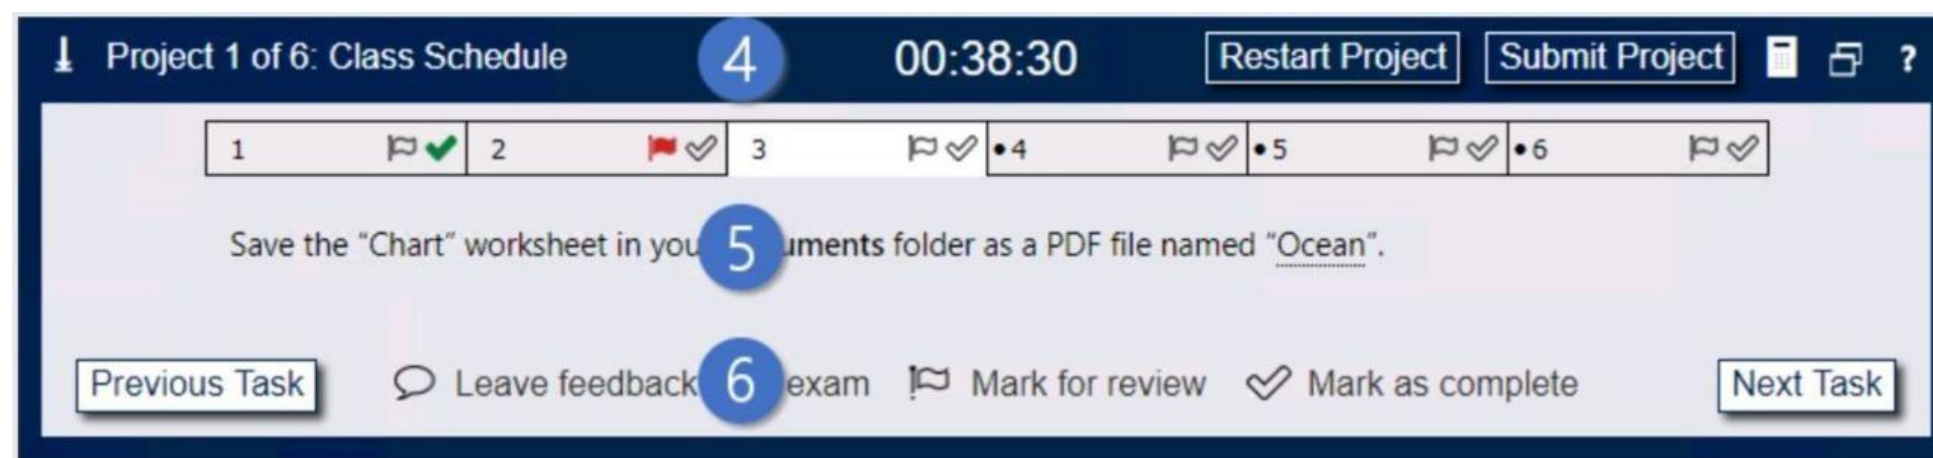 Project 1 of 6: Class Schedule 4 00:38:30 Restart Project Submit Project ?
1 2 3 •4 •5 •6
Save the “Chart” worksheet in you 5 uments folder as a PDF file named “Ocean”.
Previous Task Leave feedback 6 exam Mark for review Mark as complete Next Task